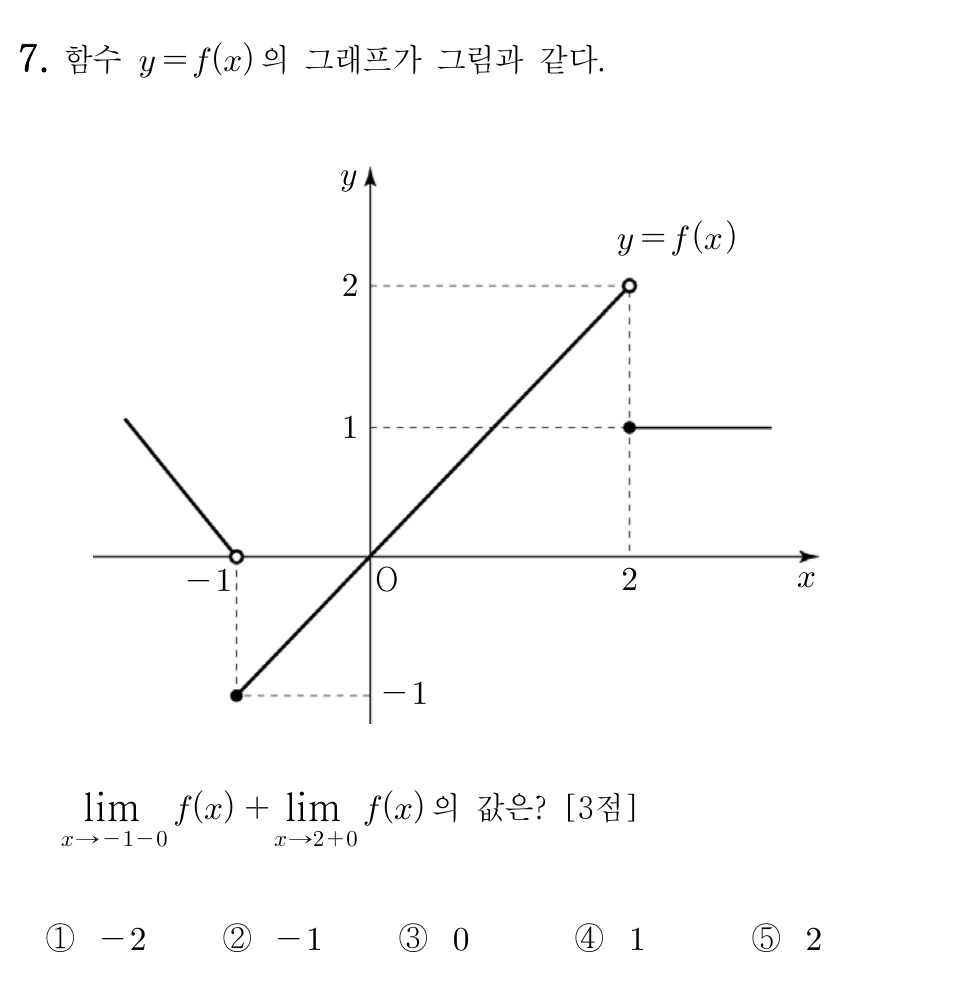 7. 함수 y=f(x)의 그래프가 그림과 같다.
y
y=f(x)
2
1
−1
O
2
x
−1
lim f(x) + lim f(x)의 값은? [3점]
x→−1−0 x→2+0
① −2 ② −1 ③ 0 ④ 1 ⑤ 2